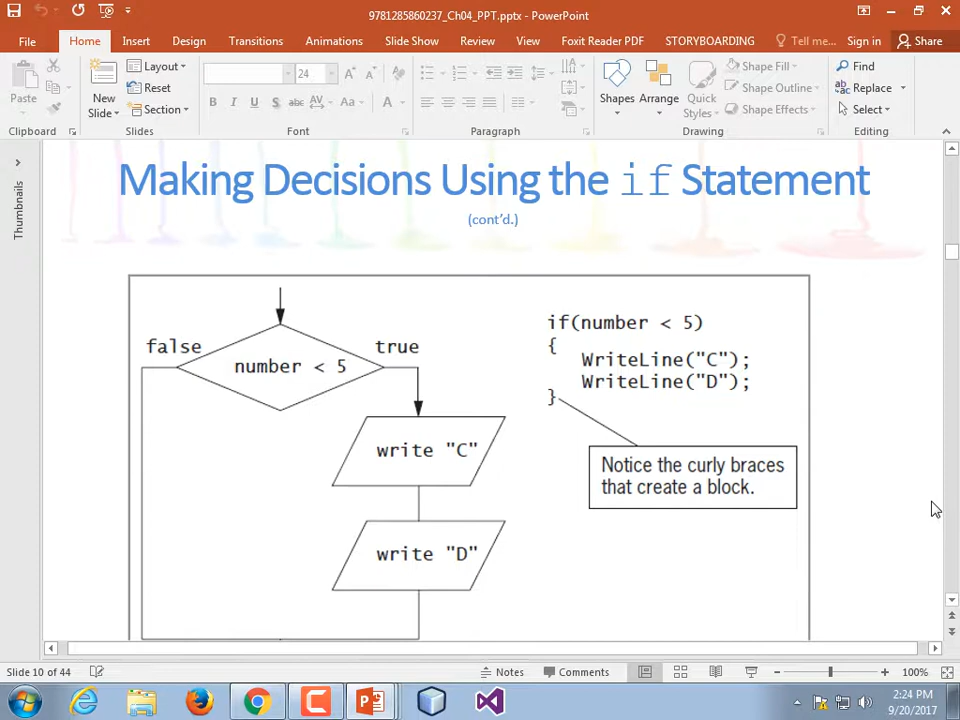 9781285860237_Ch04_PPT.pptx - PowerPoint
File Home Insert Design Transitions Animations Slide Show Review View Foxit Reader PDF STORYBOARDING Tell me... Sign in Share
Paste
Clipboard
New
Slide
Layout
Reset
Section
Slides
24
B I U S abc AV Aa A
Font
Paragraph
Shapes
Arrange
Quick
Styles
Shape Fill
Shape Outline
Shape Effects
Drawing
Find
Replace
Select
Editing
Thumbnails
Making Decisions Using the if Statement
(cont'd.)
false
number < 5
true
write "C"
write "D"
if(number < 5)
{
WriteLine("C");
WriteLine("D");
}
Notice the curly braces
that create a block.
Slide 10 of 44
Notes
Comments
100%
2:24 PM
9/20/2017